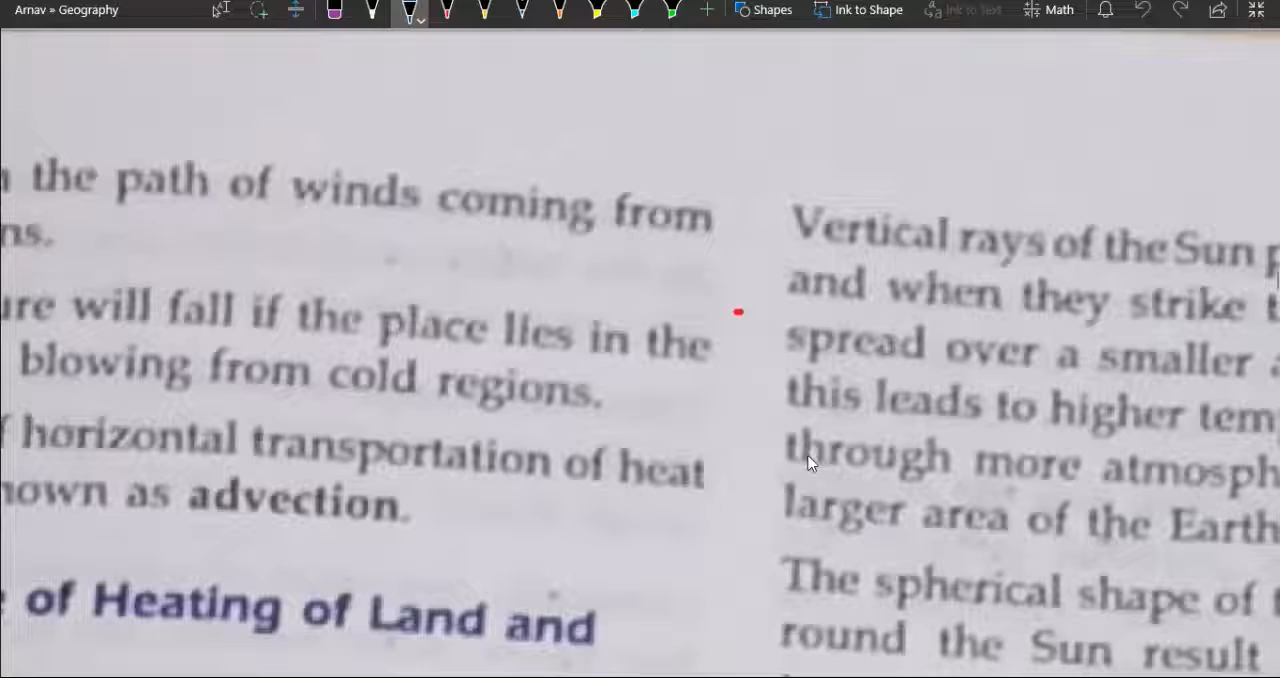 Arnav » Geography
Shapes
Ink to Shape
Ink to Text
Math
the path of winds coming from
ns.
ure will fall if the place lies in the
blowing from cold regions.
f horizontal transportation of heat
nown as advection.
of Heating of Land and
Vertical rays of the Sun p
and when they strike t
spread over a smaller a
this leads to higher tem
through more atmosph
larger area of the Earth
The spherical shape of t
round the Sun result